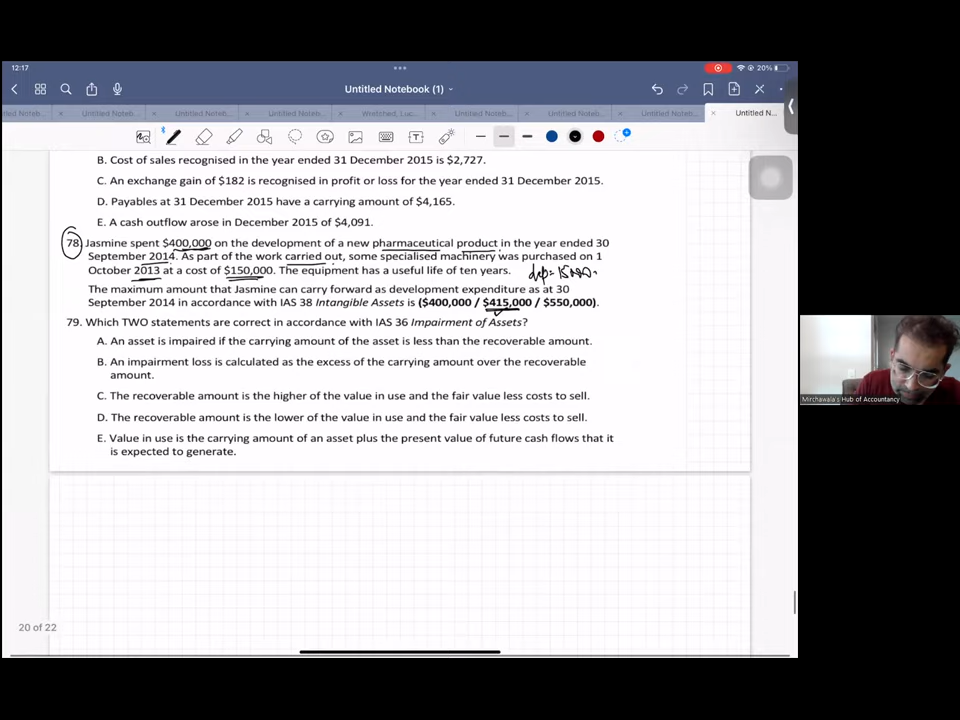 12:17
20%
Untitled Notebook (1)
Untitled Noteb...
Untitled N...
B. Cost of sales recognised in the year ended 31 December 2015 is $2,727.
C. An exchange gain of $182 is recognised in profit or loss for the year ended 31 December 2015.
D. Payables at 31 December 2015 have a carrying amount of $4,165.
E. A cash outflow arose in December 2015 of $4,091.
78. Jasmine spent $400,000 on the development of a new pharmaceutical product in the year ended 30
September 2014. As part of the work carried out, some specialised machinery was purchased on 1
October 2013 at a cost of $150,000. The equipment has a useful life of ten years.
dep=
The maximum amount that Jasmine can carry forward as development expenditure as at 30
September 2014 in accordance with IAS 38 Intangible Assets is ($400,000 / $415,000 / $550,000).
79. Which TWO statements are correct in accordance with IAS 36 Impairment of Assets?
A. An asset is impaired if the carrying amount of the asset is less than the recoverable amount.
B. An impairment loss is calculated as the excess of the carrying amount over the recoverable
amount.
C. The recoverable amount is the higher of the value in use and the fair value less costs to sell.
D. The recoverable amount is the lower of the value in use and the fair value less costs to sell.
E. Value in use is the carrying amount of an asset plus the present value of future cash flows that it
is expected to generate.
20 of 22
Mirchawala's Hub of Accountancy